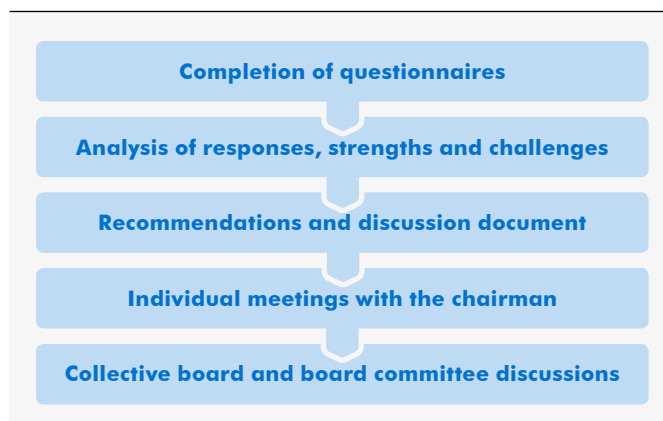 Completion of questionnaires
Analysis of responses, strengths and challenges
Recommendations and discussion document
Individual meetings with the chairman
Collective board and board committee discussions